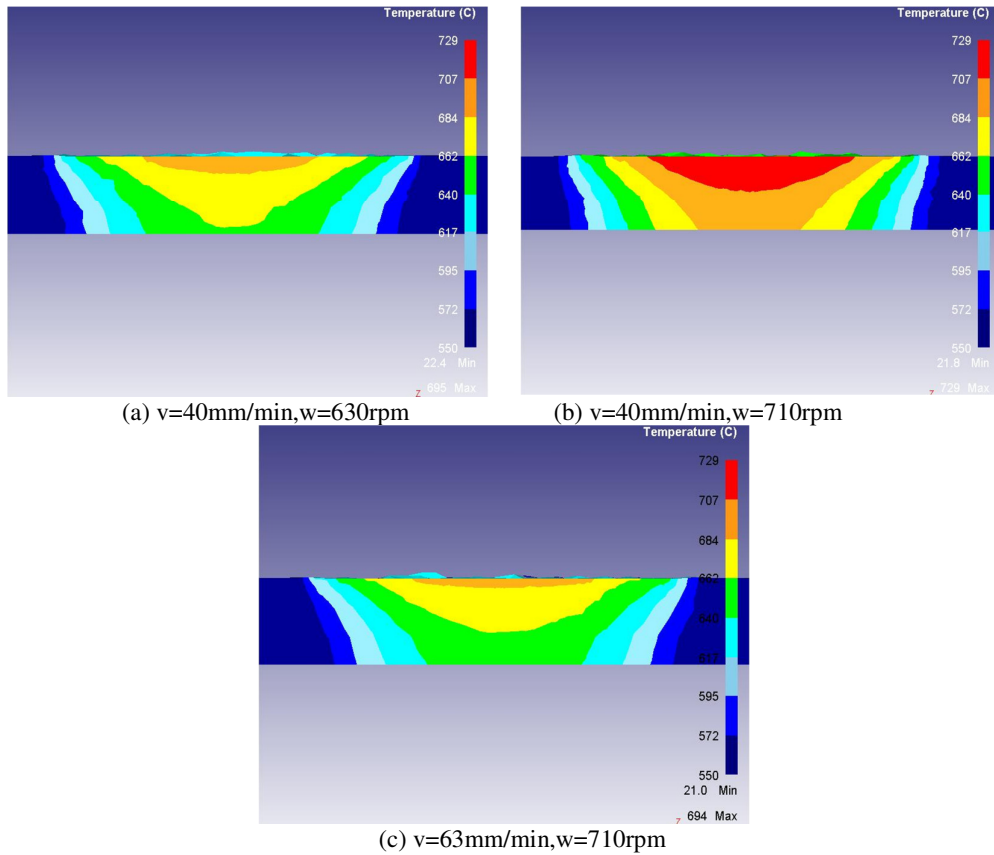 Temperature (C)
729
707
684
662
640
617
595
572
550
22.4 Min
Z 695 Max
(a) v=40mm/min,w=630rpm
Temperature (C)
729
707
684
662
640
617
595
572
550
21.8 Min
Z 729 Max
(b) v=40mm/min,w=710rpm
Temperature (C)
729
707
684
662
640
617
595
572
550
21.0 Min
Z 694 Max
(c) v=63mm/min,w=710rpm